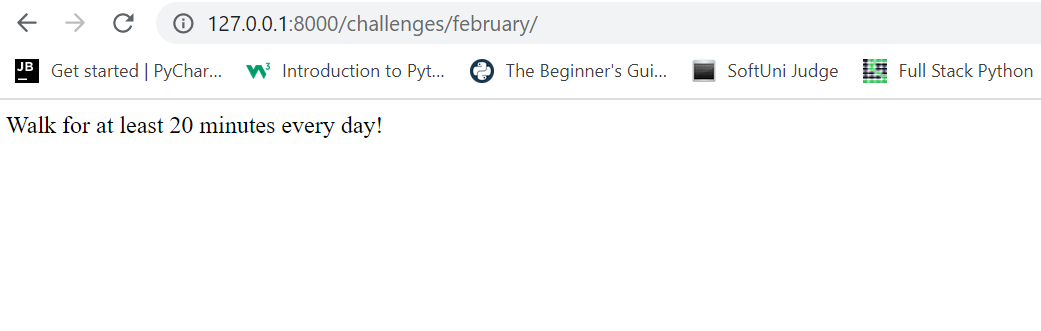 127.0.0.1:8000/challenges/february/
JB Get started | PyChar... W3 Introduction to Pyt... The Beginner's Gui... SoftUni Judge Full Stack Python
Walk for at least 20 minutes every day!